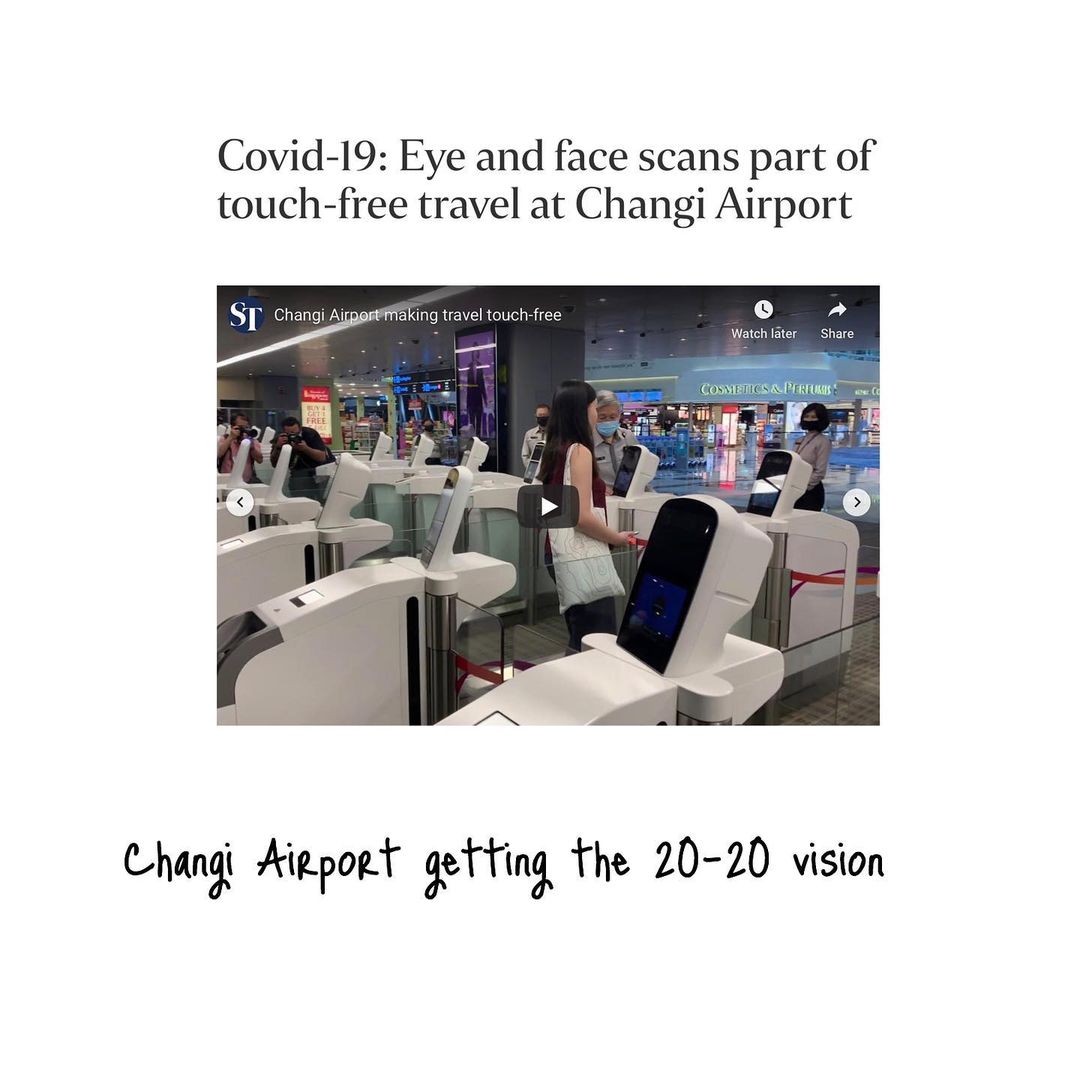 Covid-19: Eye and face scans part of
touch-free travel at Changi Airport
ST
Changi Airport making travel touch-free
Watch later
Share
COSMETICS & PERFUMES
BUY 4
GET 1
FREE
Changi Airport getting the 20-20 vision